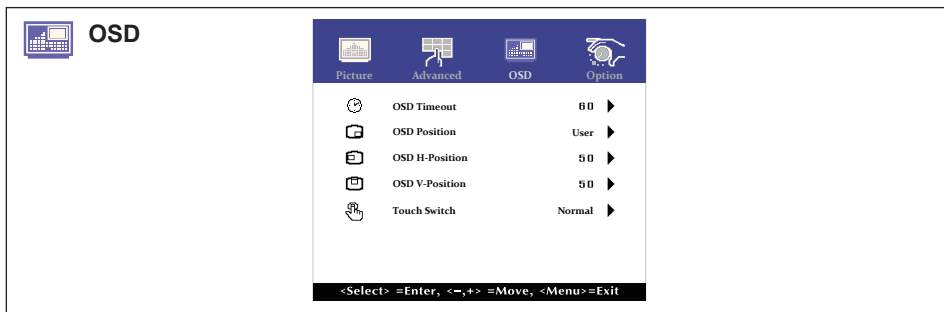 OSD
Picture Advanced OSD Option
OSD Timeout 60
OSD Position User
OSD H-Position 50
OSD V-Position 50
Touch Switch Normal
<Select> =Enter, <−,+> =Move, <Menu>=Exit